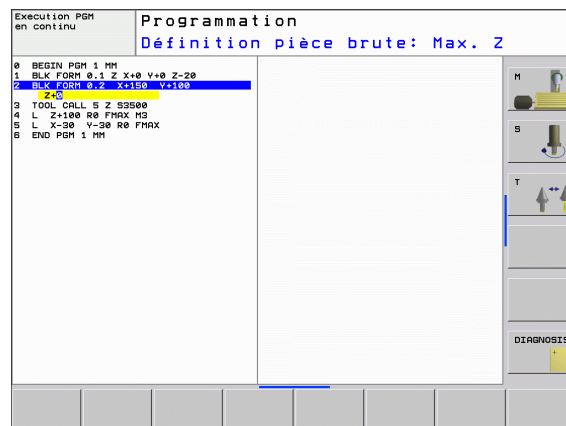 Execution PGM
en continu
Programmation
Définition pièce brute: Max. Z
0 BEGIN PGM 1 MM
1 BLK FORM 0.1 Z X+0 Y+0 Z-20
2 BLK FORM 0.2 X+150 Y+100
Z+0
3 TOOL CALL 5 Z S3500
4 L Z+100 R0 FMAX M3
5 L X-30 Y-30 R0 FMAX
6 END PGM 1 MM
M
S
T
DIAGNOSIS